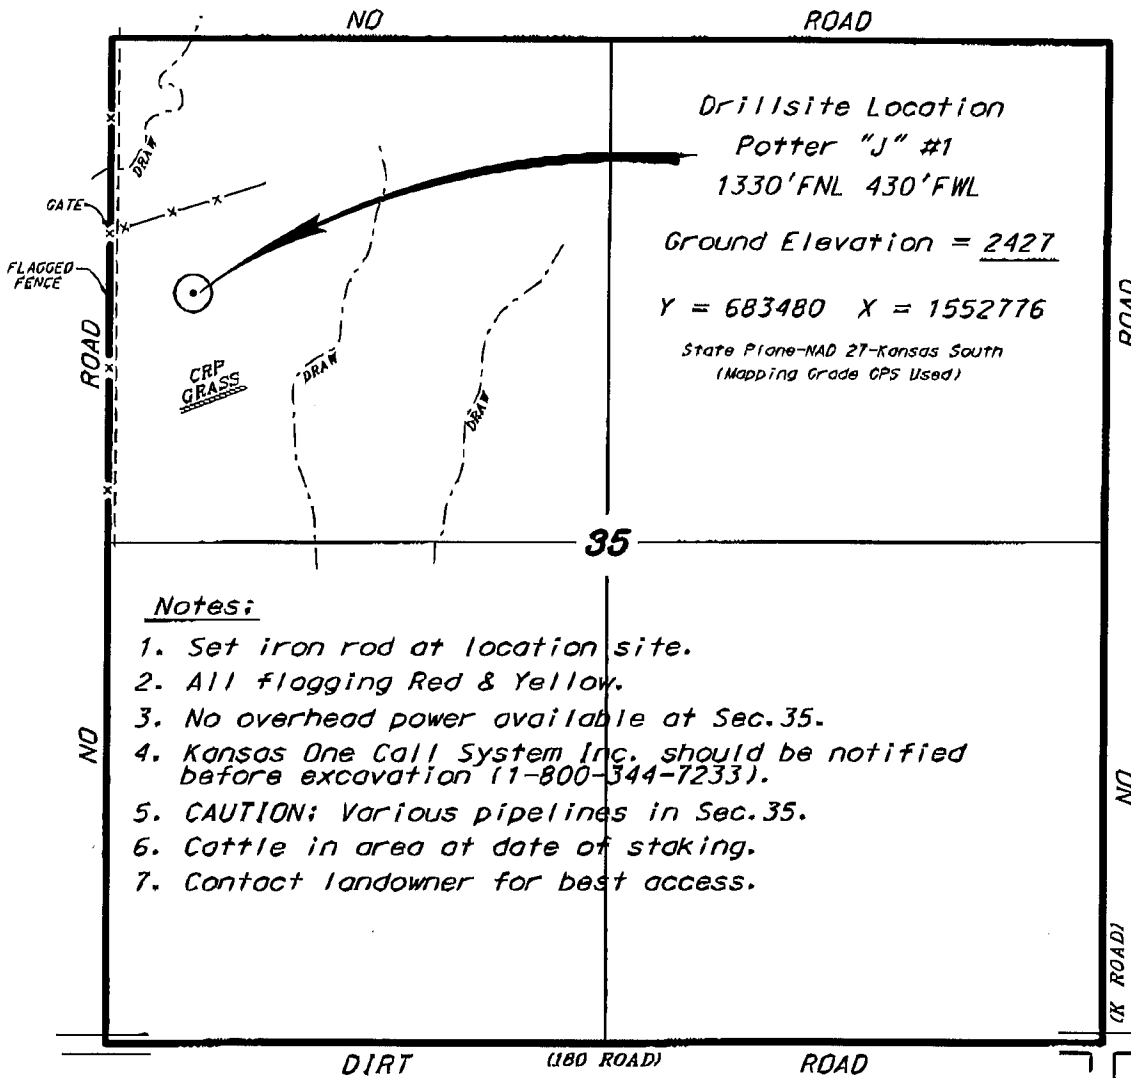 NO ROAD
Drillsite Location
Potter "J" #1
1330'FNL 430'FWL
Ground Elevation = 2427
Y = 683480 X = 1552776
State Plane-NAD 27-Kansas South
(Mapping Grade GPS Used)
DRAW
GATE
FLAGGED
FENCE
CRP
GRASS
DRAW
DRAW
NO ROAD
NO ROAD
(K ROAD)
35
Notes:
1. Set iron rod at location site.
2. All flagging Red & Yellow.
3. No overhead power available at Sec.35.
4. Kansas One Call System Inc. should be notified
before excavation (1-800-344-7233).
5. CAUTION: Various pipelines in Sec.35.
6. Cattle in area at date of staking.
7. Contact landowner for best access.
DIRT (180 ROAD) ROAD